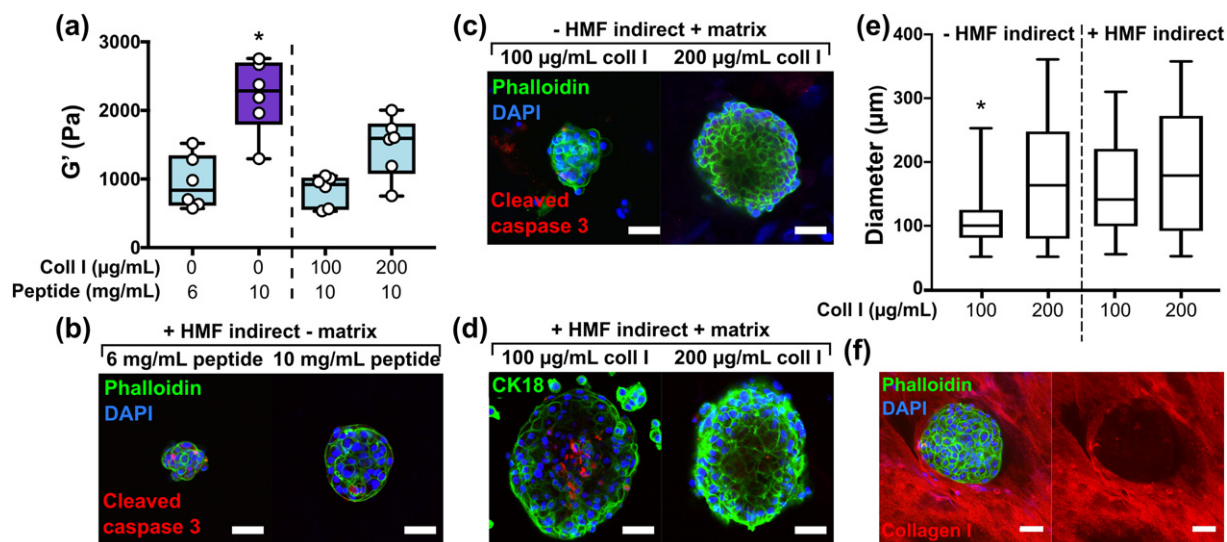 (a)
*
3000
2000
1000
0
G’ (Pa)
Coll I (μg/mL) 0 0 100 200
Peptide (mg/mL) 6 10 10 10
(b)
+ HMF indirect - matrix
6 mg/mL peptide 10 mg/mL peptide
Phalloidin
DAPI
Cleaved
caspase 3
(c)
- HMF indirect + matrix
100 μg/mL coll I 200 μg/mL coll I
Phalloidin
DAPI
Cleaved
caspase 3
(d)
+ HMF indirect + matrix
100 μg/mL coll I 200 μg/mL coll I
CK18
(e)
- HMF indirect + HMF indirect
400
300
200
100
0
Diameter (μm)
*
Coll I (μg/mL) 100 200 100 200
(f)
Phalloidin
DAPI
Collagen I